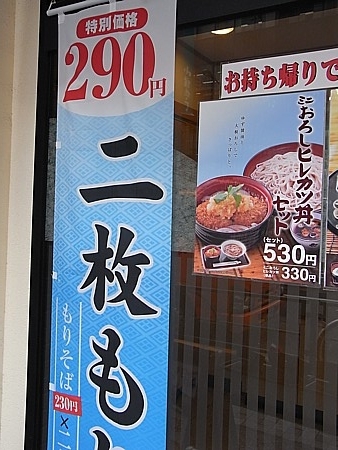 特別価格
290円
二枚も
もりそば
230円
×二
お持ち帰りで
ミニおろしヒレカツ丼
セット
(セット)
530円
330円